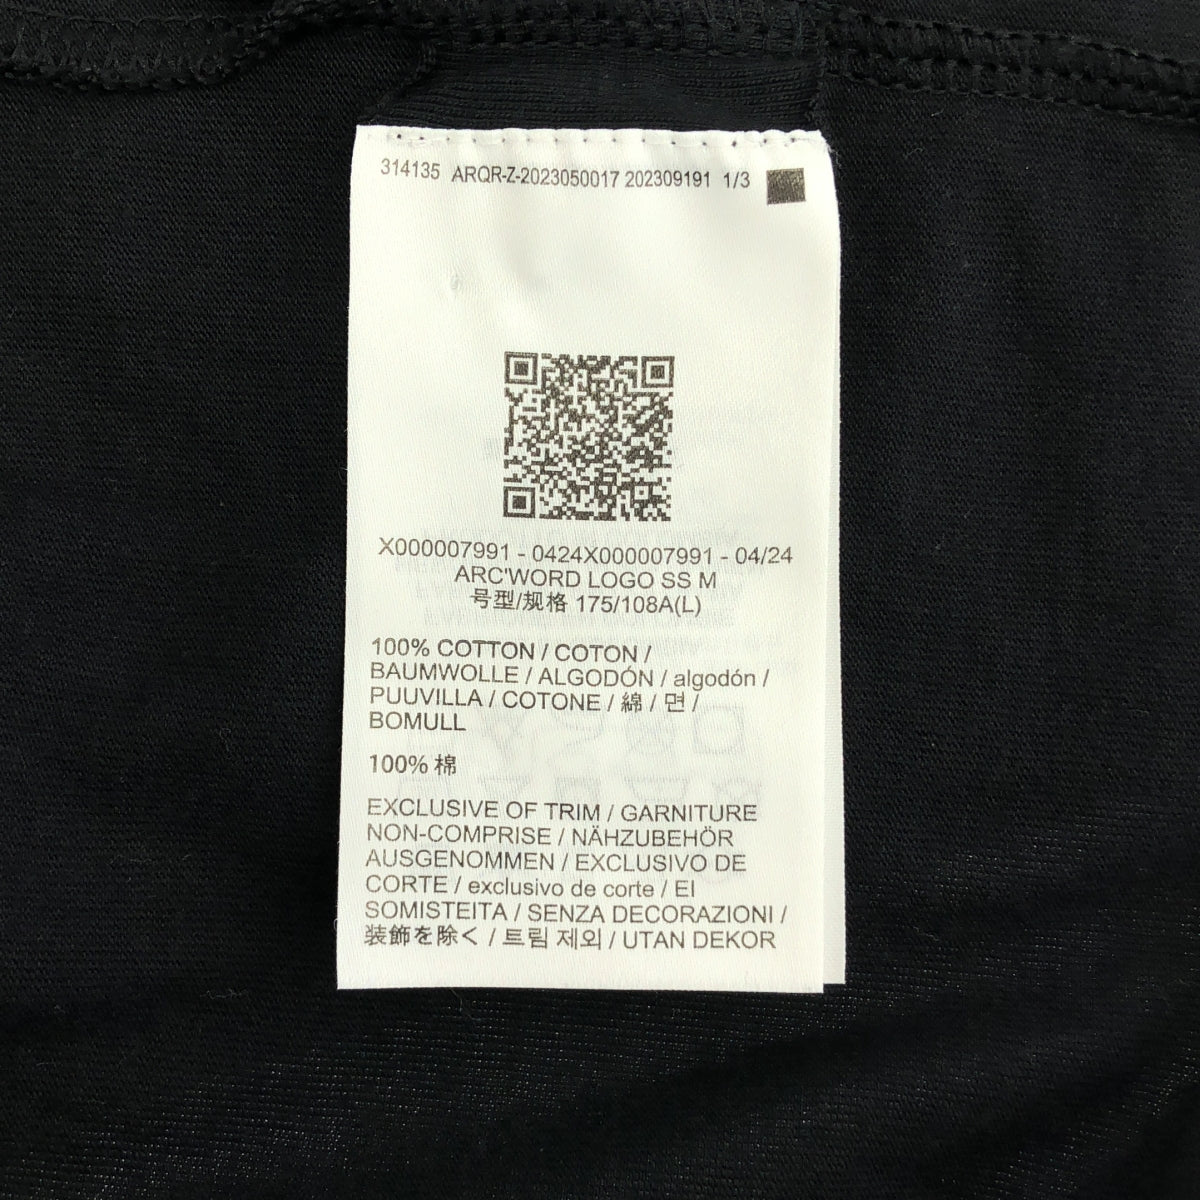 314135 ARQR-Z-2023050017 202309191 1/3
X000007991 - 0424X000007991 - 04/24
ARC'WORD LOGO SS M
号型/规格 175/108A(L)
100% COTTON / COTON /
BAUMWOLLE / ALGODÓN / algodón /
PUUVILLA / COTONE / 綿 / 면 /
BOMULL
100% 棉
EXCLUSIVE OF TRIM / GARNITURE
NON-COMPRISE / NÄHZUBEHÖR
AUSGENOMMEN / EXCLUSIVO DE
CORTE / exclusivo de corte / EI
SOMISTEITA / SENZA DECORAZIONI /
装飾を除く / 트림 제외 / UTAN DEKOR